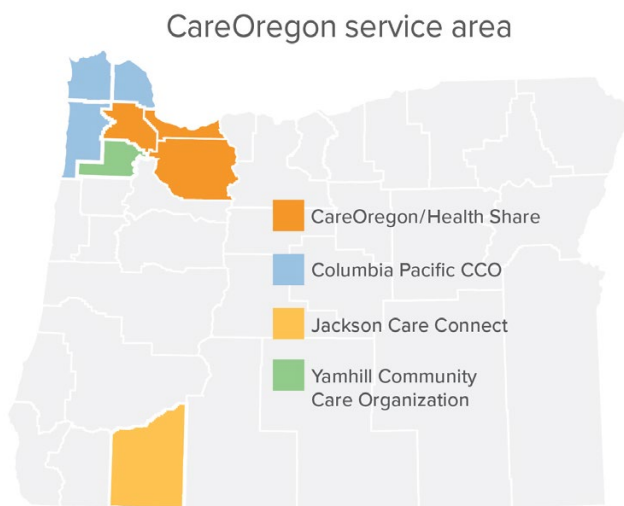 CareOregon service area
CareOregon/Health Share
Columbia Pacific CCO
Jackson Care Connect
Yamhill Community
Care Organization